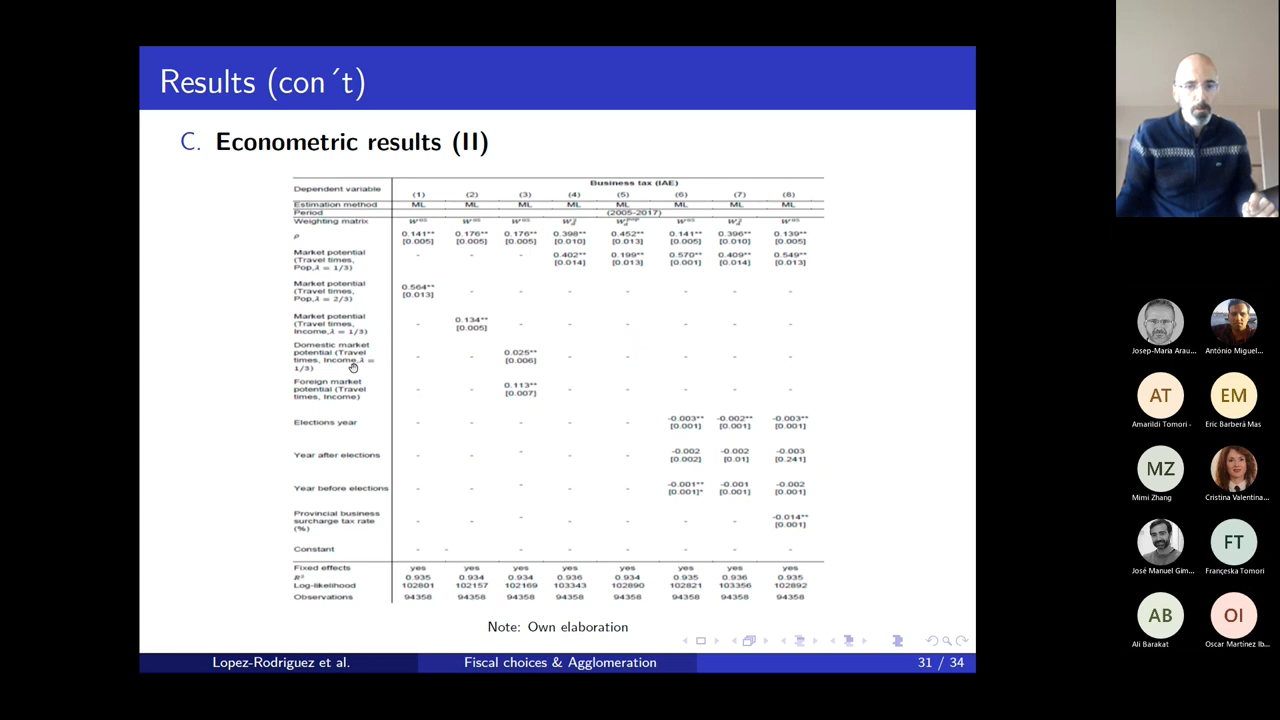 Results (con´t)
C. Econometric results (II)
Dependent variable
Business tax (IAE)
(1) (2) (3) (4) (5) (6) (7) (8)
Estimation method ML ML ML ML ML ML ML ML
Period (2005-2017)
Weighting matrix
ρ 0.141** 0.176** 0.176** 0.398** 0.452** 0.141** 0.396** 0.139**
[0.005] [0.005] [0.005] [0.010] [0.013] [0.005] [0.010] [0.005]
Market potential
(Travel times, - - - 0.402** 0.199** 0.570** 0.409** 0.549**
Pop,λ = 1/3) [0.014] [0.013] [0.001] [0.014] [0.013]
Market potential
(Travel times, 0.564** - - - - - - -
Pop,λ = 2/3) [0.013]
Market potential
(Travel times, - 0.134** - - - - - -
Income,λ = 1/3) [0.005]
Domestic market
potential (Travel - - 0.025** - - - - -
times, Income,λ = [0.006]
1/3)
Foreign market
potential (Travel - - 0.113** - - - - -
times, Income) [0.007]
Elections year - - - - - -0.003** -0.002** -0.003**
[0.001] [0.001] [0.001]
Year after elections - - - - - -0.002 -0.002 -0.003
[0.002] [0.01] [0.241]
Year before elections - - - - - -0.001** -0.001 -0.002
[0.001]* [0.001] [0.001]
Provincial business
surcharge tax rate - - - - - - - -0.014**
(%) [0.001]
Constant - - - - - - - -
Fixed effects yes yes yes yes yes yes yes yes
R² 0.935 0.934 0.934 0.936 0.934 0.935 0.936 0.935
Log-likelihood 102801 102157 102169 103343 102890 102821 103356 102892
Observations 94358 94358 94358 94358 94358 94358 94358 94358
Note: Own elaboration
Lopez-Rodriguez et al. Fiscal choices & Agglomeration 31 / 34
Josep-Maria Arau... António Miguel...
AT EM
Amarildi Tomori - Eric Barberá Mas
MZ
Mimi Zhang Cristina Valentina...
FT
José Manuel Gim... Françeska Tomori
AB OI
Ali Barakat Oscar Martínez Ib...